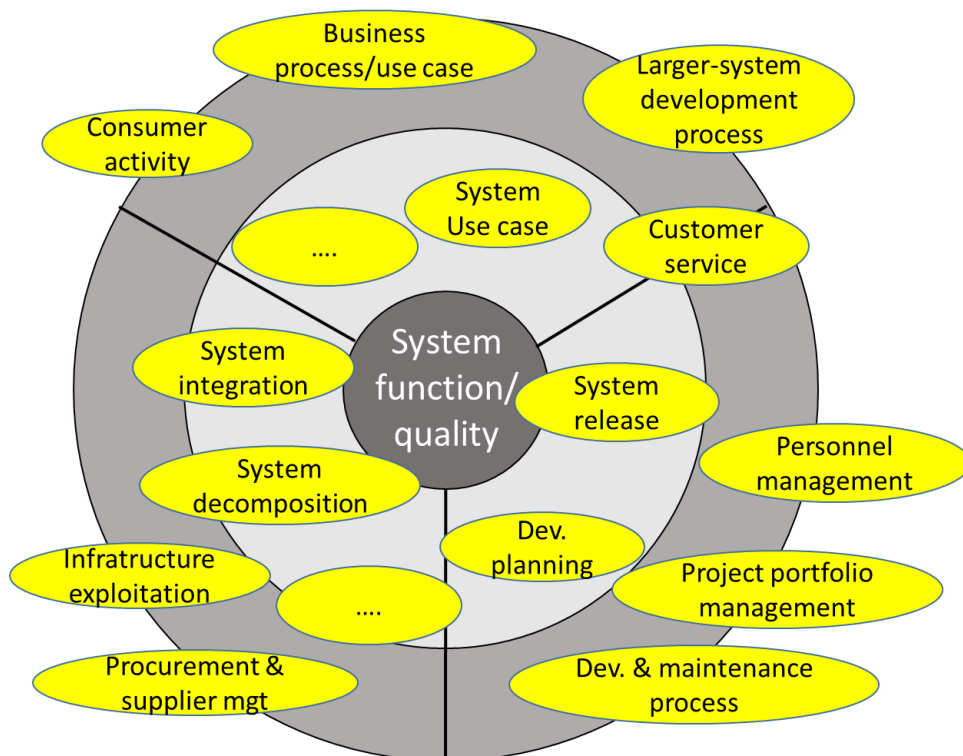 Business
process/use case
Larger-system
development
process
Consumer
activity
System
Use case
....
Customer
service
System
function/
quality
System
integration
System
release
System
decomposition
Personnel
management
Dev.
planning
Infratructure
exploitation
Project portfolio
management
....
Procurement &
supplier mgt
Dev. & maintenance
process